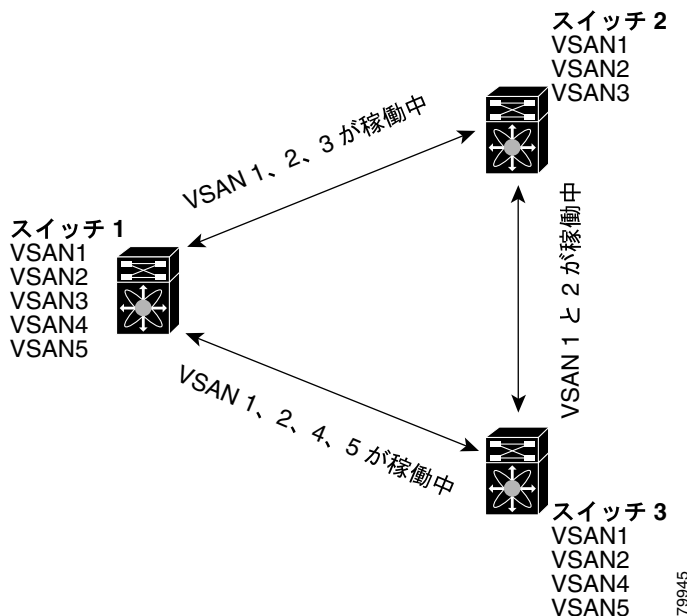 スイッチ 2
VSAN1
VSAN2
VSAN3
VSAN 1、2、3 が稼働中
スイッチ 1
VSAN1
VSAN2
VSAN3
VSAN4
VSAN5
VSAN 1 と 2 が稼働中
VSAN 1、2、4、5 が稼働中
スイッチ 3
VSAN1
VSAN2
VSAN4
VSAN5
79945